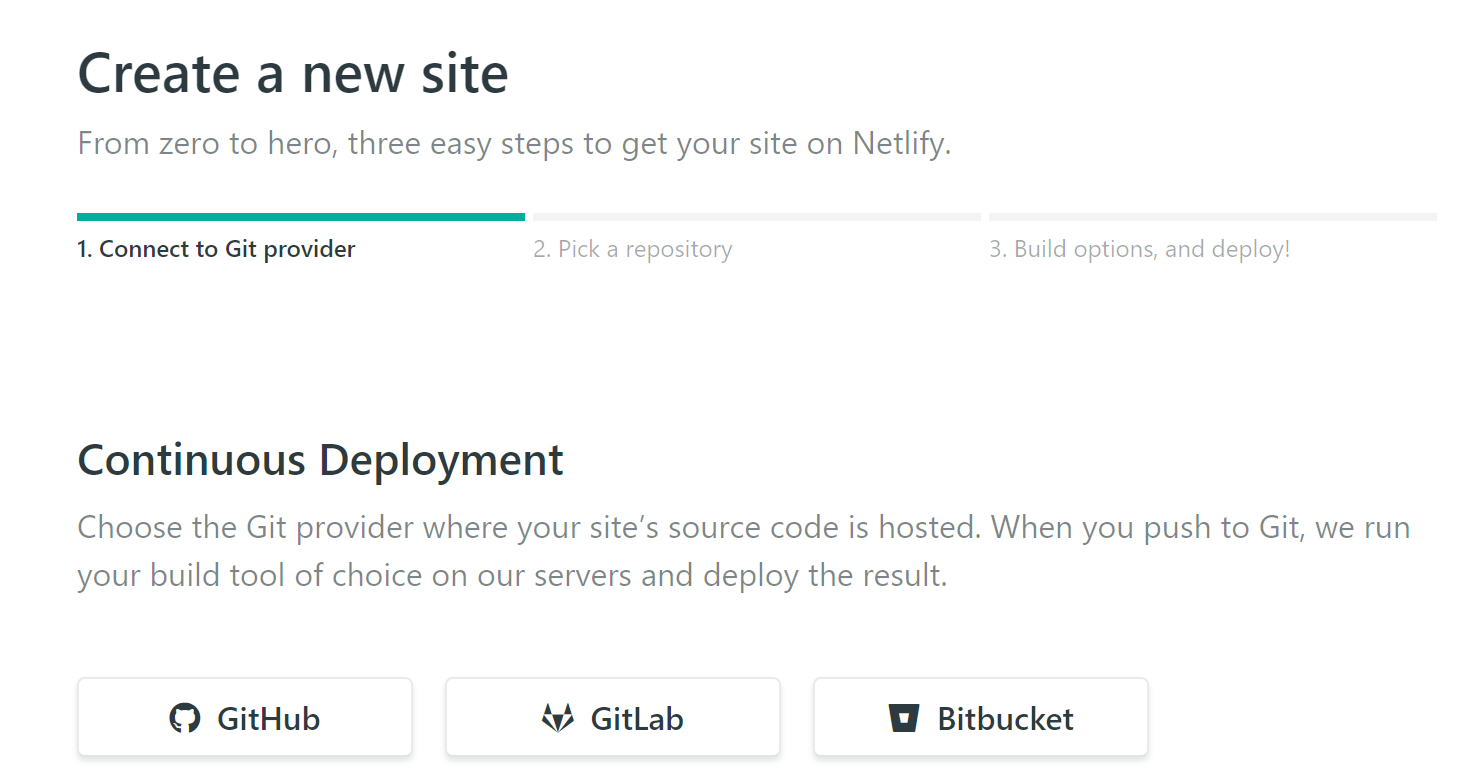 Create a new site
From zero to hero, three easy steps to get your site on Netlify.
1. Connect to Git provider
2. Pick a repository
3. Build options, and deploy!
Continuous Deployment
Choose the Git provider where your site’s source code is hosted. When you push to Git, we run
your build tool of choice on our servers and deploy the result.
GitHub
GitLab
Bitbucket